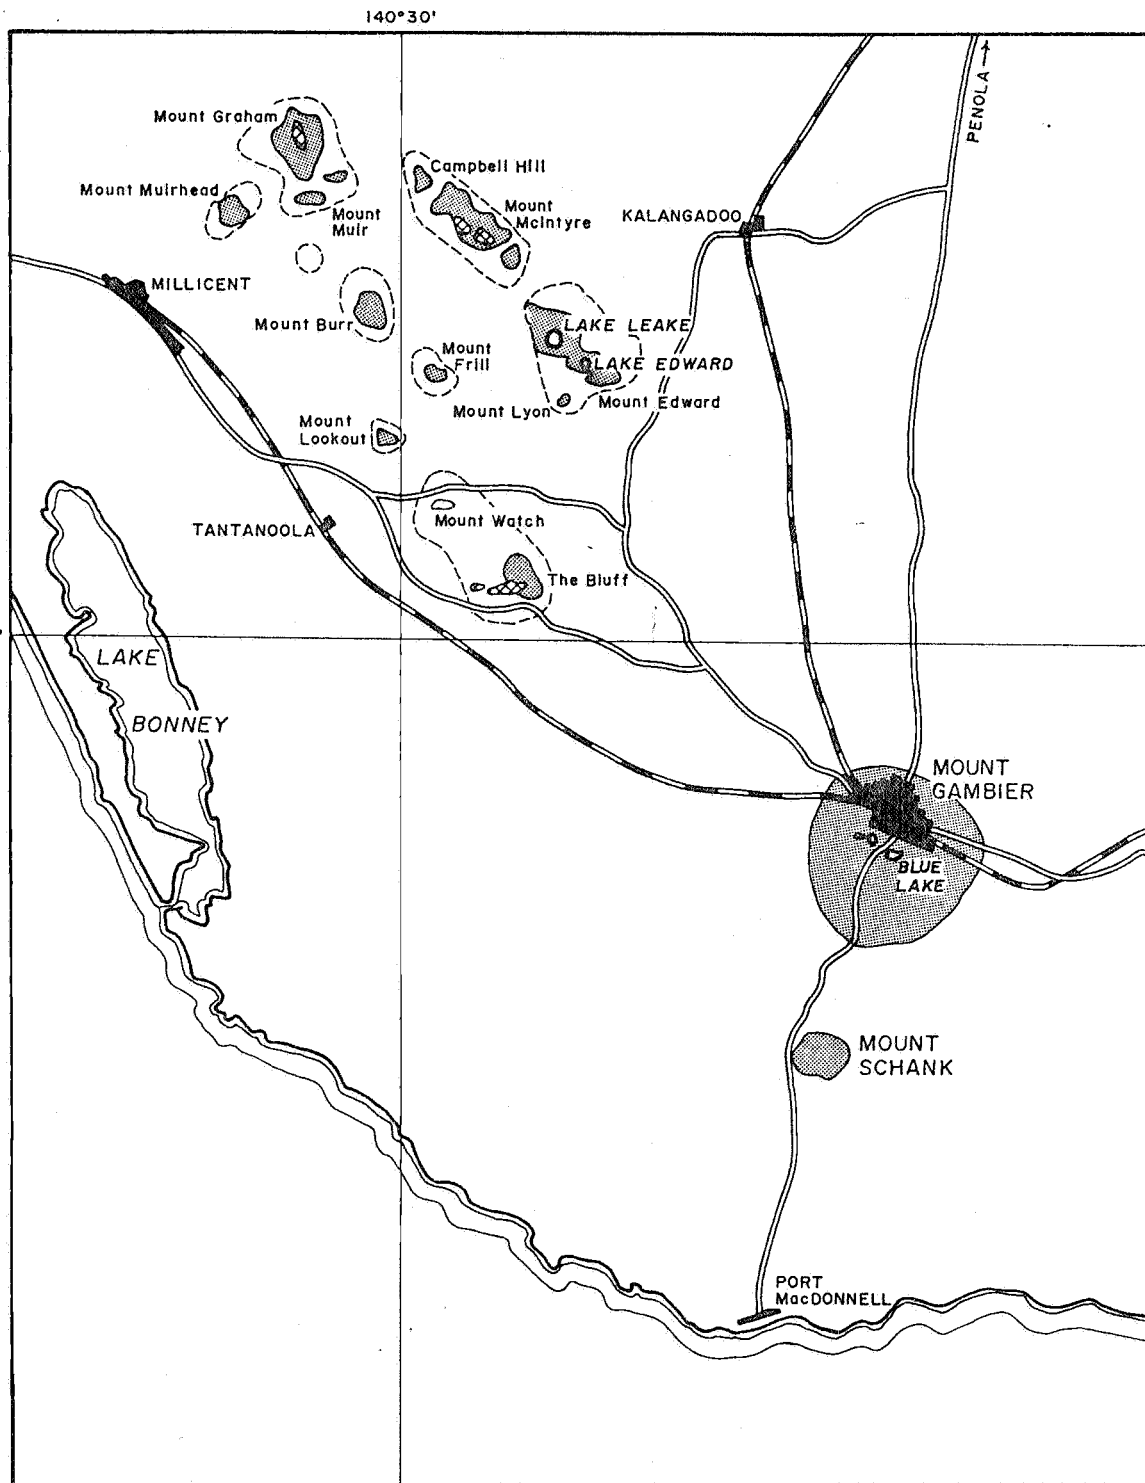 140°30'
PENOLA
Mount Graham
Campbell Hill
Mount Muirhead
Mount
Muir
Mount
McIntyre
KALANGADOO
MILLICENT
Mount Burr
LAKE LEAKE
Mount
Frill
LAKE EDWARD
Mount Lyon
Mount Edward
Mount
Lookout
Mount Watch
TANTANOOLA
The Bluff
LAKE
BONNEY
MOUNT
GAMBIER
BLUE
LAKE
MOUNT
SCHANK
PORT
MacDONNELL